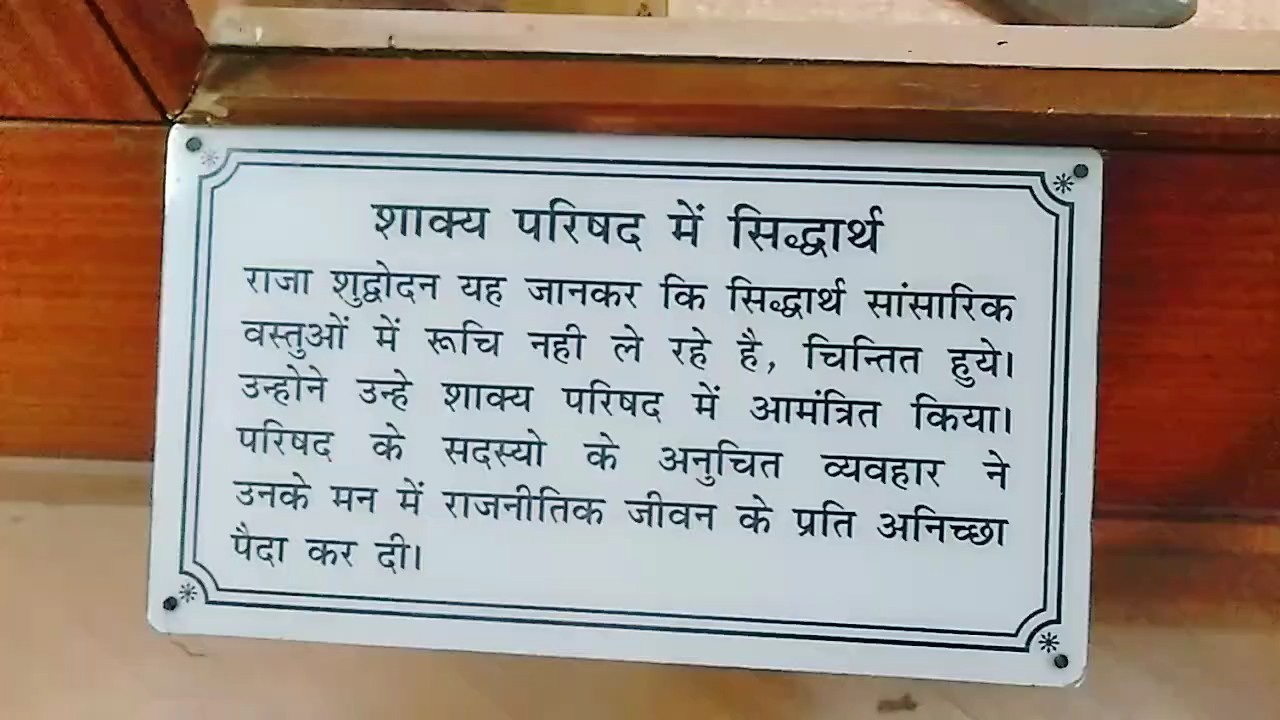 शाक्य परिषद में सिद्धार्थ
राजा शुद्वोदन यह जानकर कि सिद्धार्थ सांसारिक
वस्तुओं में रूचि नही ले रहे है, चिन्तित हुये।
उन्होने उन्हे शाक्य परिषद में आमंत्रित किया।
परिषद के सदस्यो के अनुचित व्यवहार ने
उनके मन में राजनीतिक जीवन के प्रति अनिच्छा
पैदा कर दी।